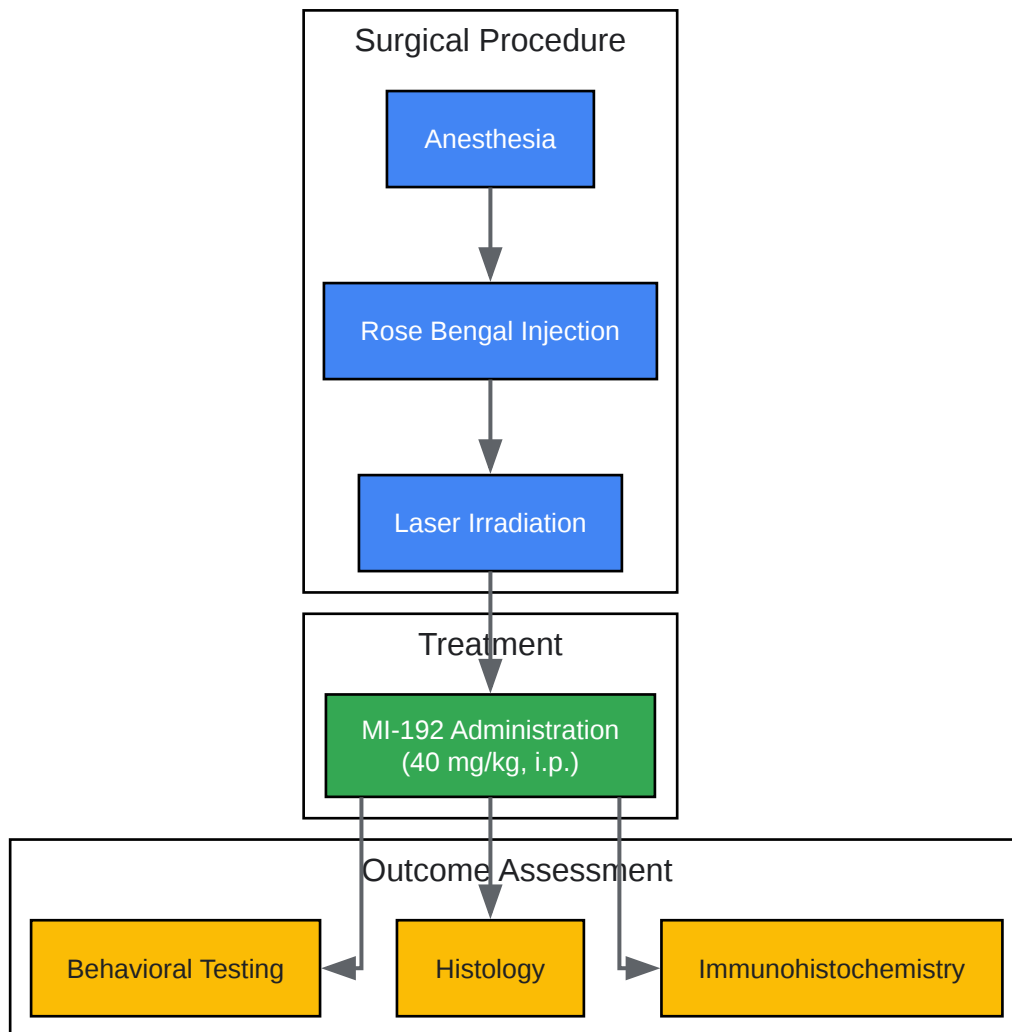 Surgical Procedure
Anesthesia
Rose Bengal Injection
Laser Irradiation
Treatment
MI-192 Administration
(40 mg/kg, i.p.)
Outcome Assessment
Behavioral Testing
Histology
Immunohistochemistry